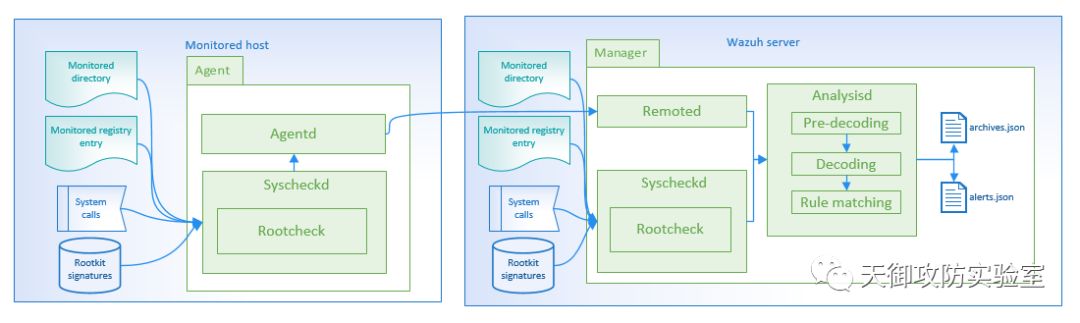 Monitored host
Monitored
directory
Monitored registry
entry
System
calls
Rootkit
signatures
Agent
Agentd
Syscheckd
Rootcheck
Wazuh server
Monitored
directory
Monitored registry
entry
System
calls
Rootkit
signatures
Manager
Remoted
Syscheckd
Rootcheck
Analysisd
Pre-decoding
Decoding
Rule matching
archives.json
alerts.json
天御攻防实验室